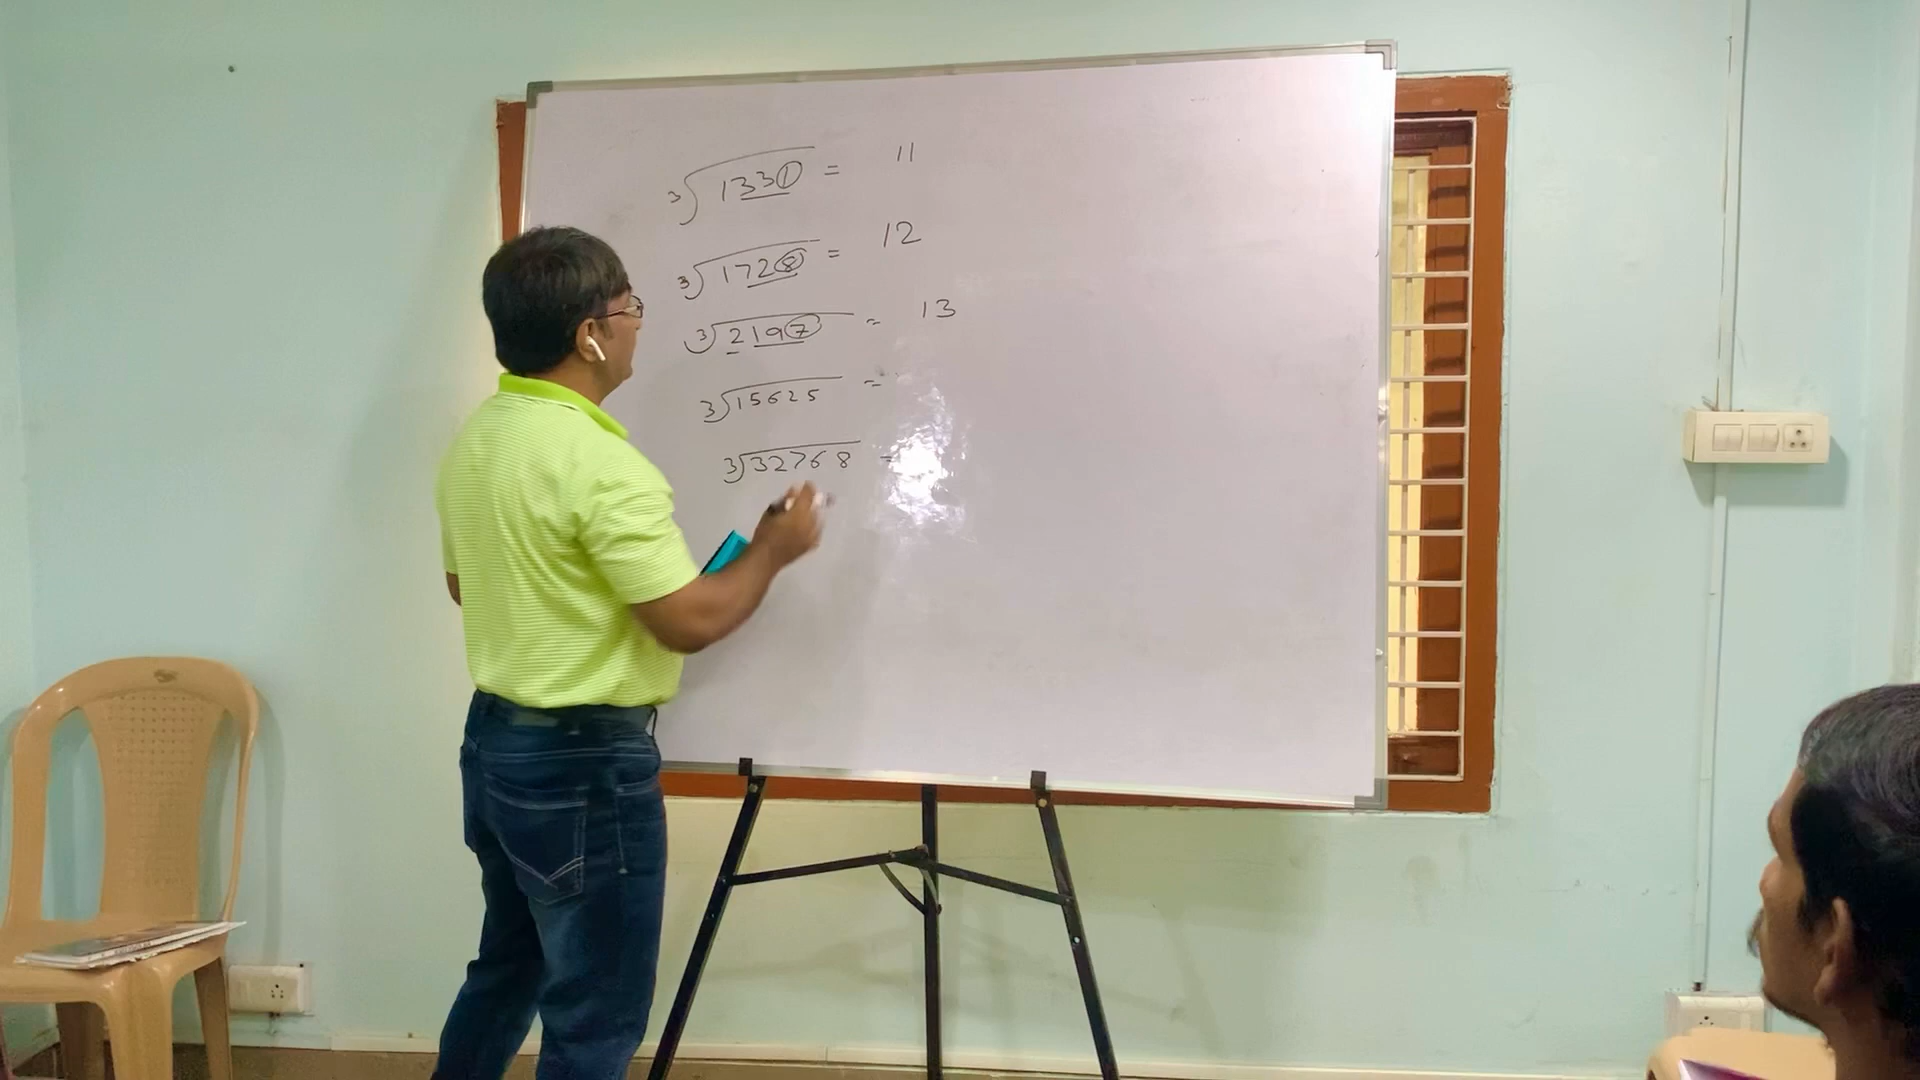 ∛1331 = 11
∛1728 = 12
∛2197 = 13
∛15625 =
∛32768 =